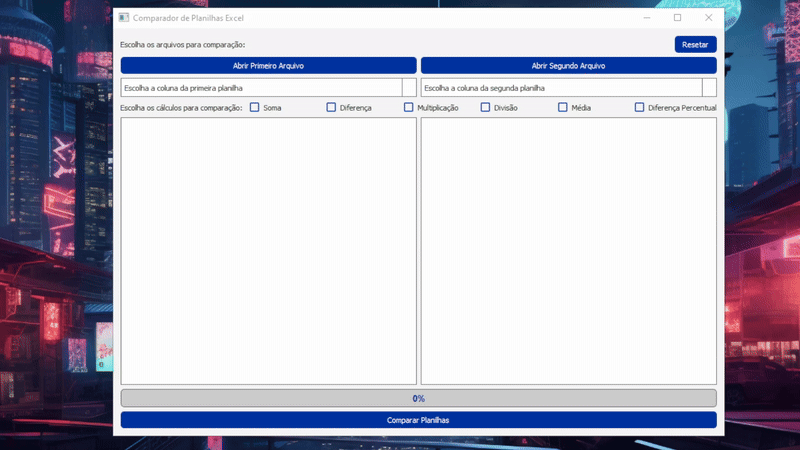 Comparador de Planilhas Excel
Escolha os arquivos para comparação:
Resetar
Abrir Primeiro Arquivo
Abrir Segundo Arquivo
Escolha a coluna da primeira planilha
Escolha a coluna da segunda planilha
Escolha os cálculos para comparação: Soma Diferença Multiplicação Divisão Média Diferença Percentual
0%
Comparar Planilhas